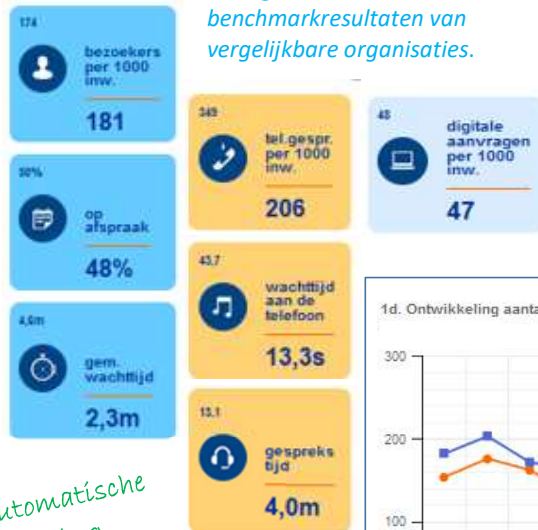 benchmarkresultaten van
vergelijkbare organisaties.
174
bezoekers
per 1000
inw.
181
50%
op
afspraak
48%
4,6m
gem.
wachttijd
2,3m
349
tel.gespr.
per 1000
inw.
206
43,7
wachttijd
aan de
telefoon
13,3s
13,1
gespreks
tijd
4,0m
48
digitale
aanvragen
per 1000
inw.
47
1d. Ontwikkeling aanta
300
200
100
utomatische